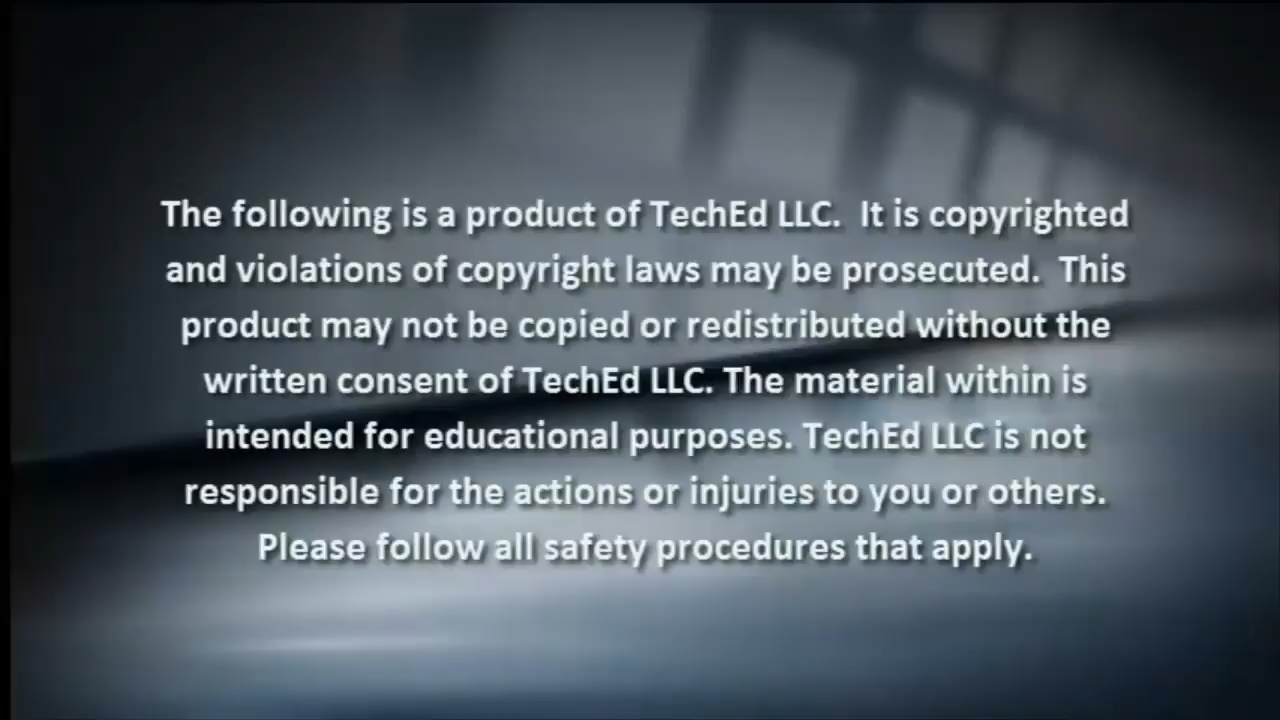 The following is a product of TechEd LLC.  It is copyrighted
and violations of copyright laws may be prosecuted.  This
product may not be copied or redistributed without the
written consent of TechEd LLC. The material within is
intended for educational purposes. TechEd LLC is not
responsible for the actions or injuries to you or others.
Please follow all safety procedures that apply.